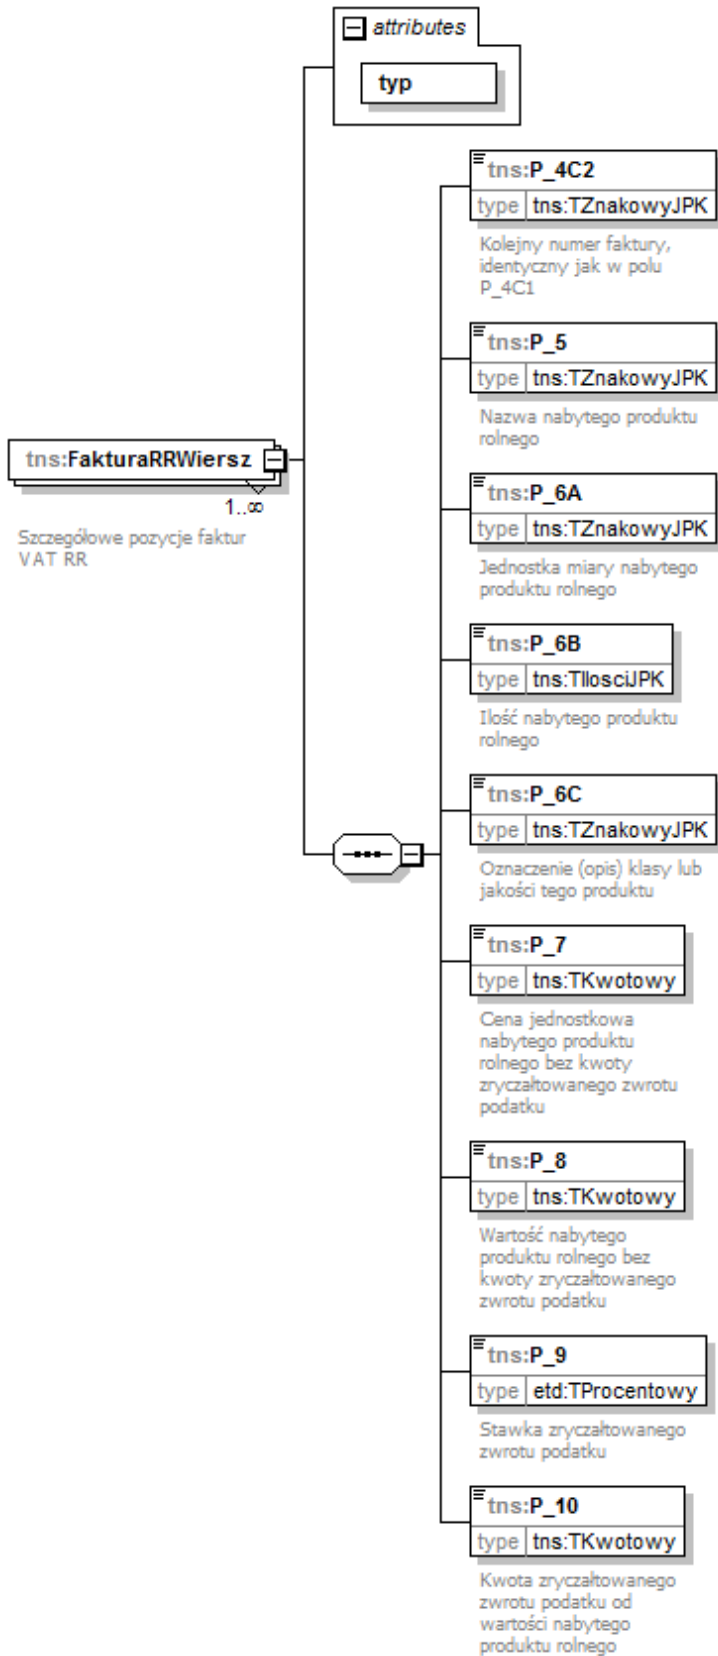 attributes
typ
tns:P_4C2
type tns:TZnakowyJPK
Kolejny numer faktury,
identyczny jak w polu
P_4C1
tns:P_5
type tns:TZnakowyJPK
Nazwa nabytego produktu
rolnego
tns:FakturaRRWiersz
1..∞
Szczegółowe pozycje faktur
VAT RR
tns:P_6A
type tns:TZnakowyJPK
Jednostka miary nabytego
produktu rolnego
tns:P_6B
type tns:TIlosciJPK
Ilość nabytego produktu
rolnego
tns:P_6C
type tns:TZnakowyJPK
Oznaczenie (opis) klasy lub
jakości tego produktu
tns:P_7
type tns:TKwotowy
Cena jednostkowa
nabytego produktu
rolnego bez kwoty
zryczałtowanego zwrotu
podatku
tns:P_8
type tns:TKwotowy
Wartość nabytego
produktu rolnego bez
kwoty zryczałtowanego
zwrotu podatku
tns:P_9
type etd:TProcentowy
Stawka zryczałtowanego
zwrotu podatku
tns:P_10
type tns:TKwotowy
Kwota zryczałtowanego
zwrotu podatku od
wartości nabytego
produktu rolnego